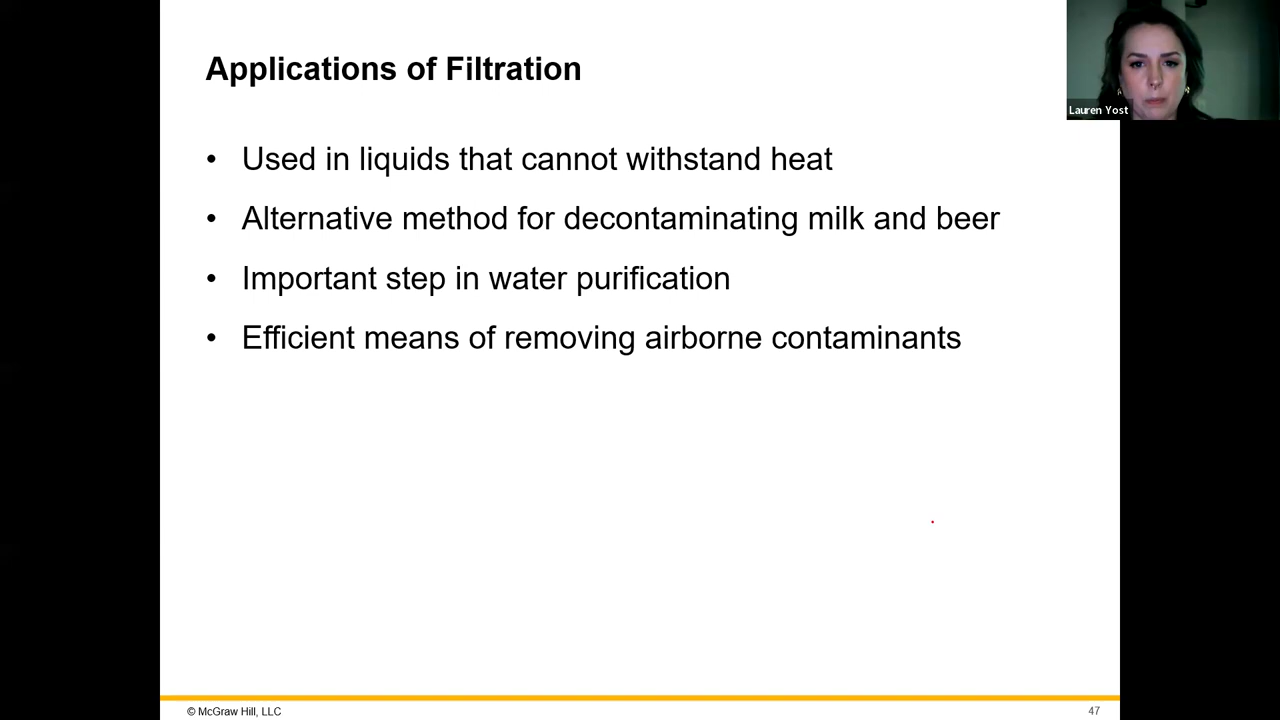 Applications of Filtration
Lauren Yost
• Used in liquids that cannot withstand heat
• Alternative method for decontaminating milk and beer
• Important step in water purification
• Efficient means of removing airborne contaminants
© McGraw Hill, LLC
47